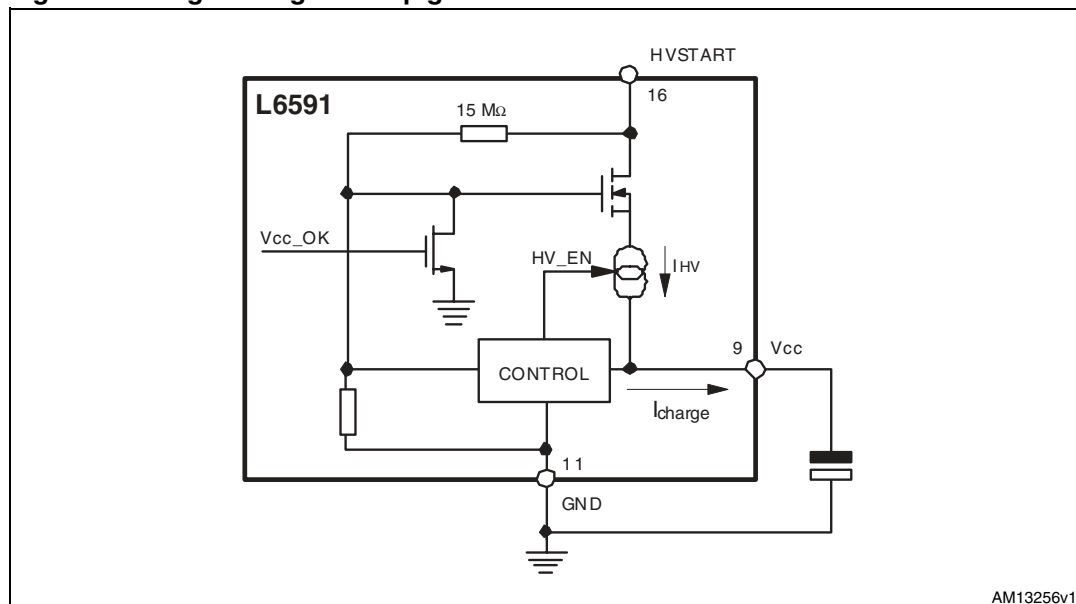 HVSTART
16
L6591
15 MΩ
Vcc_OK
HV_EN
IHV
9 Vcc
CONTROL
Icharge
11
GND
AM13256v1